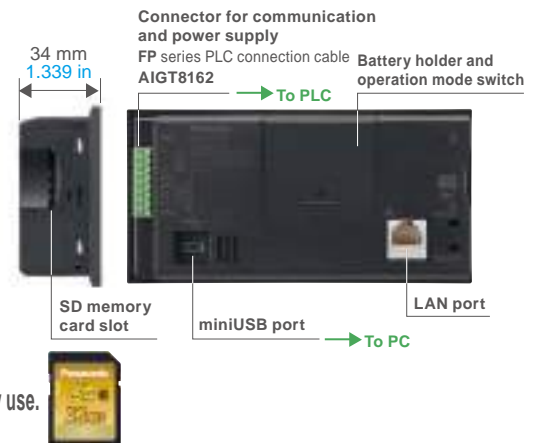 Connector for communication
and power supply
FP series PLC connection cable
AIGT8162
To PLC
Battery holder and
operation mode switch
34 mm
1.339 in
SD memory
card slot
miniUSB port
To PC
LAN port
use.
Panasonic